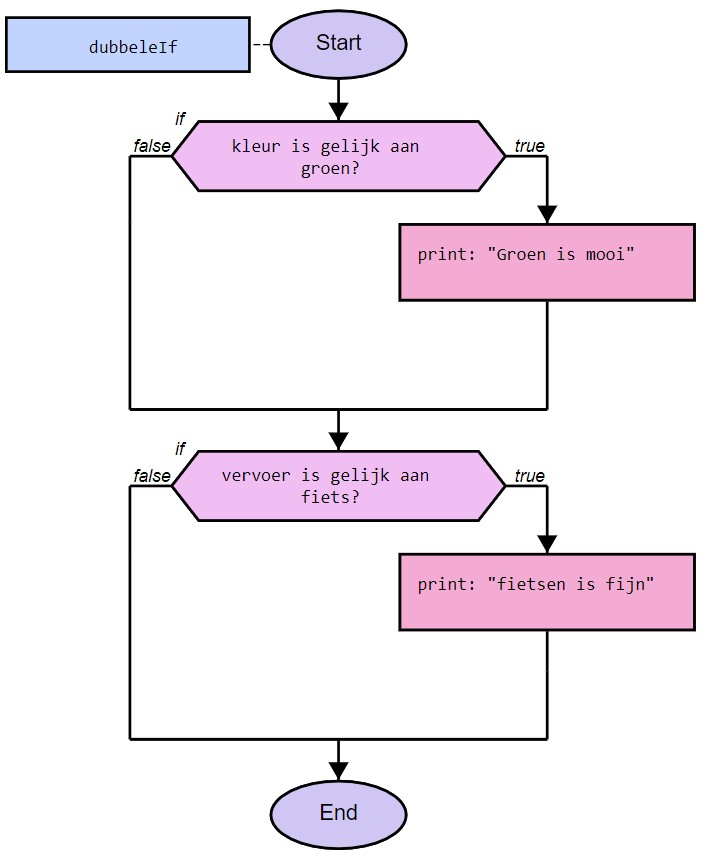 dubbeleIf
Start
if
false
kleur is gelijk aan
groen?
true
print: "Groen is mooi"
if
false
vervoer is gelijk aan
fiets?
true
print: "fietsen is fijn"
End